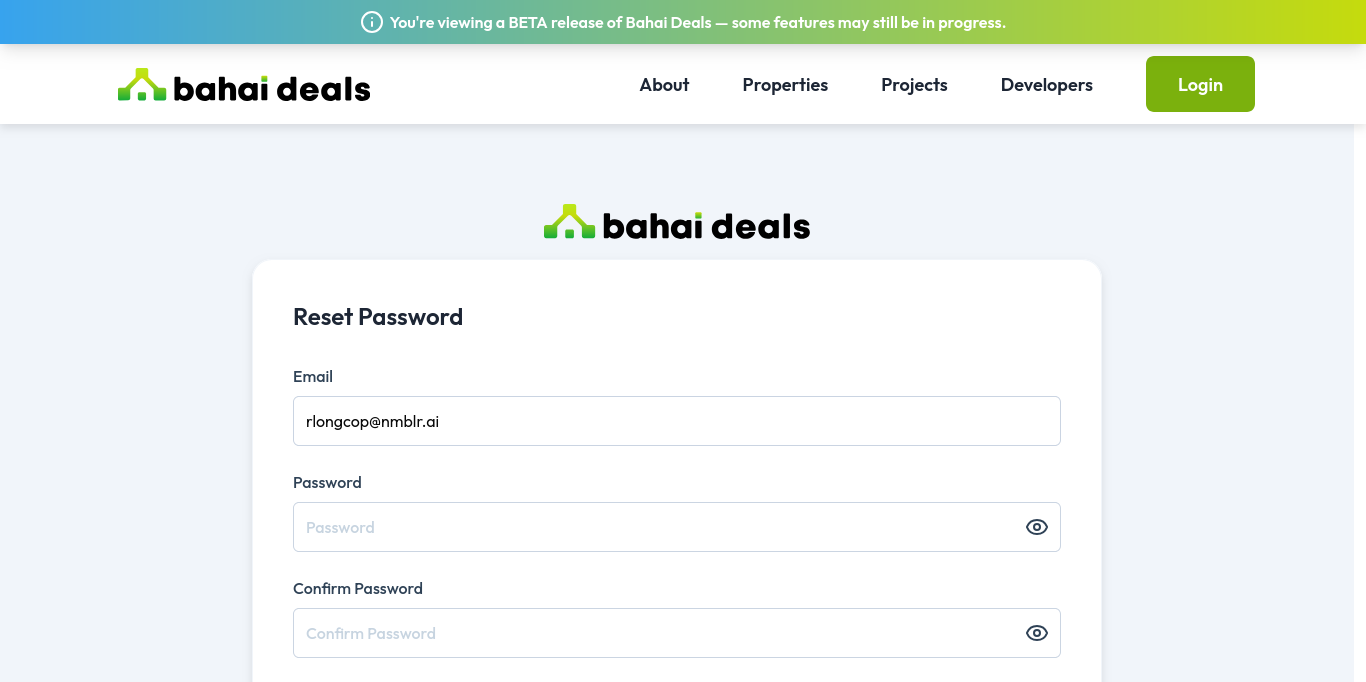 You're viewing a BETA release of Bahai Deals — some features may still be in progress.
bahai deals
About
Properties
Projects
Developers
Login
bahai deals
Reset Password
Email
rlongcop@nmblr.ai
Password
Password
Confirm Password
Confirm Password